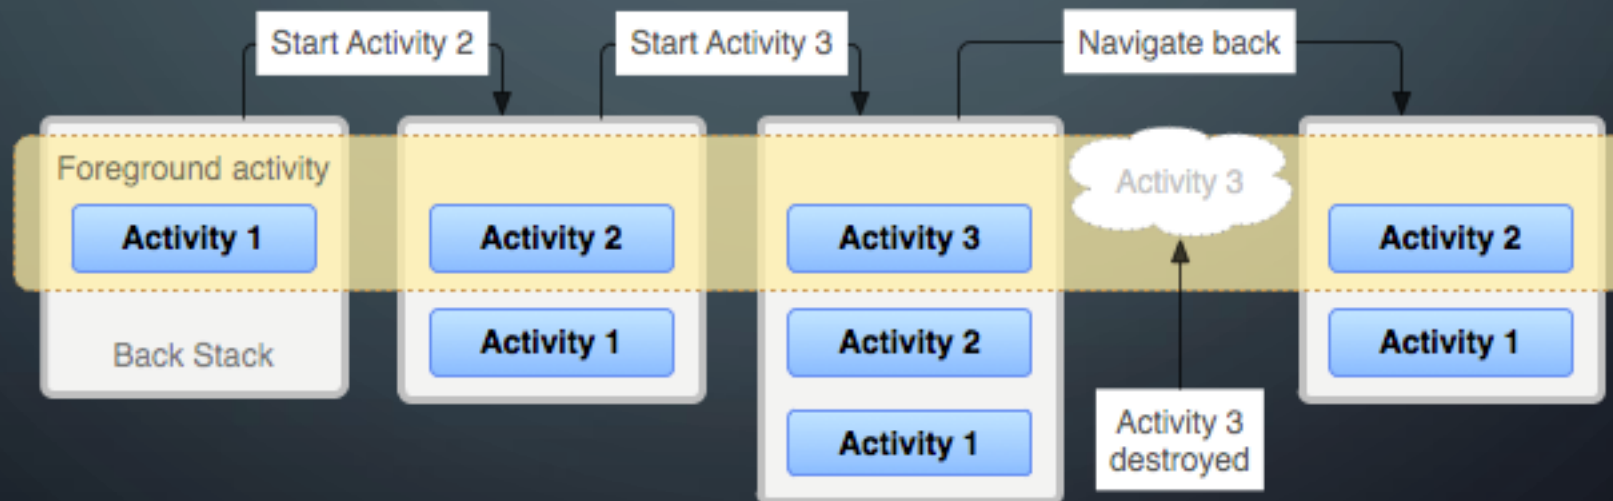 Start Activity 2
Start Activity 3
Navigate back
Foreground activity
Activity 1
Back Stack
Activity 2
Activity 1
Activity 3
Activity 2
Activity 1
Activity 3
Activity 3
destroyed
Activity 2
Activity 1